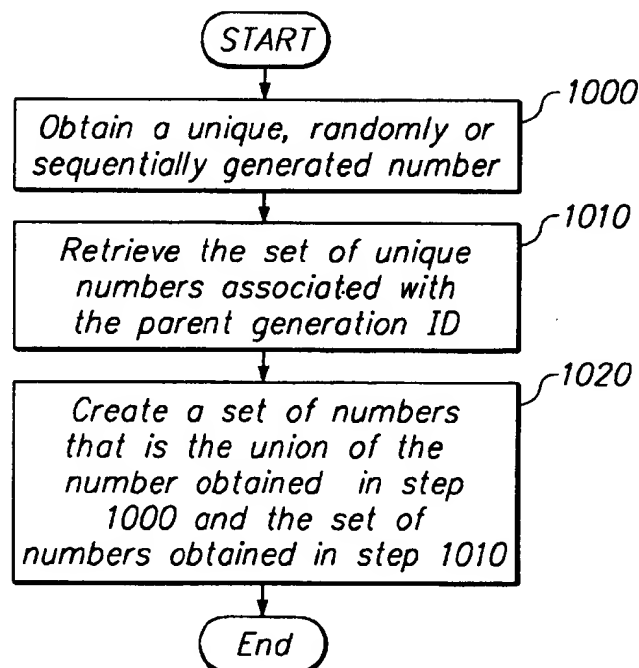 START
1000
Obtain a unique, randomly or
sequentially generated number
1010
Retrieve the set of unique
numbers associated with
the parent generation ID
1020
Create a set of numbers
that is the union of the
number obtained in step
1000 and the set of
numbers obtained in step 1010
End